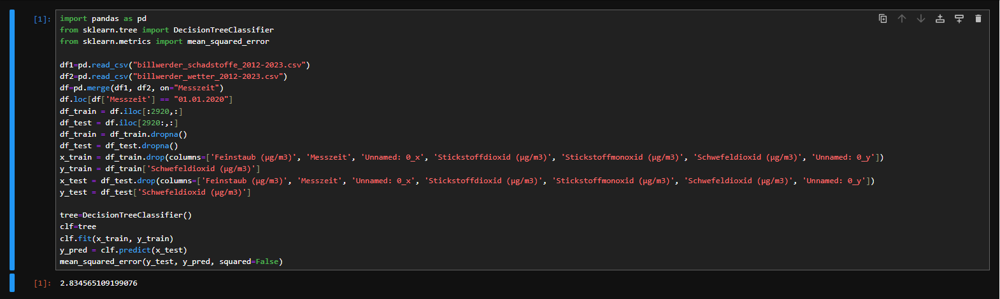 [1]: import pandas as pd
from sklearn.tree import DecisionTreeClassifier
from sklearn.metrics import mean_squared_error
df1=pd.read_csv("billwerder_schadstoffe_2012-2023.csv")
df2=pd.read_csv("billwerder_wetter_2012-2023.csv")
df=pd.merge(df1, df2, on="Messzeit")
df.loc[df['Messzeit'] == "01.01.2020"]
df_train = df.iloc[:2920,:]
df_test = df.iloc[2920:,:]
df_train = df_train.dropna()
df_test = df_test.dropna()
x_train = df_train.drop(columns=['Feinstaub (µg/m3)', 'Messzeit', 'Unnamed: 0_x', 'Stickstoffdioxid (µg/m3)', 'Stickstoffmonoxid (µg/m3)', 'Schwefeldioxid (µg/m3)', 'Unnamed: 0_y'])
y_train = df_train['Schwefeldioxid (µg/m3)']
x_test = df_test.drop(columns=['Feinstaub (µg/m3)', 'Messzeit', 'Unnamed: 0_x', 'Stickstoffdioxid (µg/m3)', 'Stickstoffmonoxid (µg/m3)', 'Schwefeldioxid (µg/m3)', 'Unnamed: 0_y'])
y_test = df_test['Schwefeldioxid (µg/m3)']
tree=DecisionTreeClassifier()
clf=tree
clf.fit(x_train, y_train)
y_pred = clf.predict(x_test)
mean_squared_error(y_test, y_pred, squared=False)
[1]: 2.834565109199076